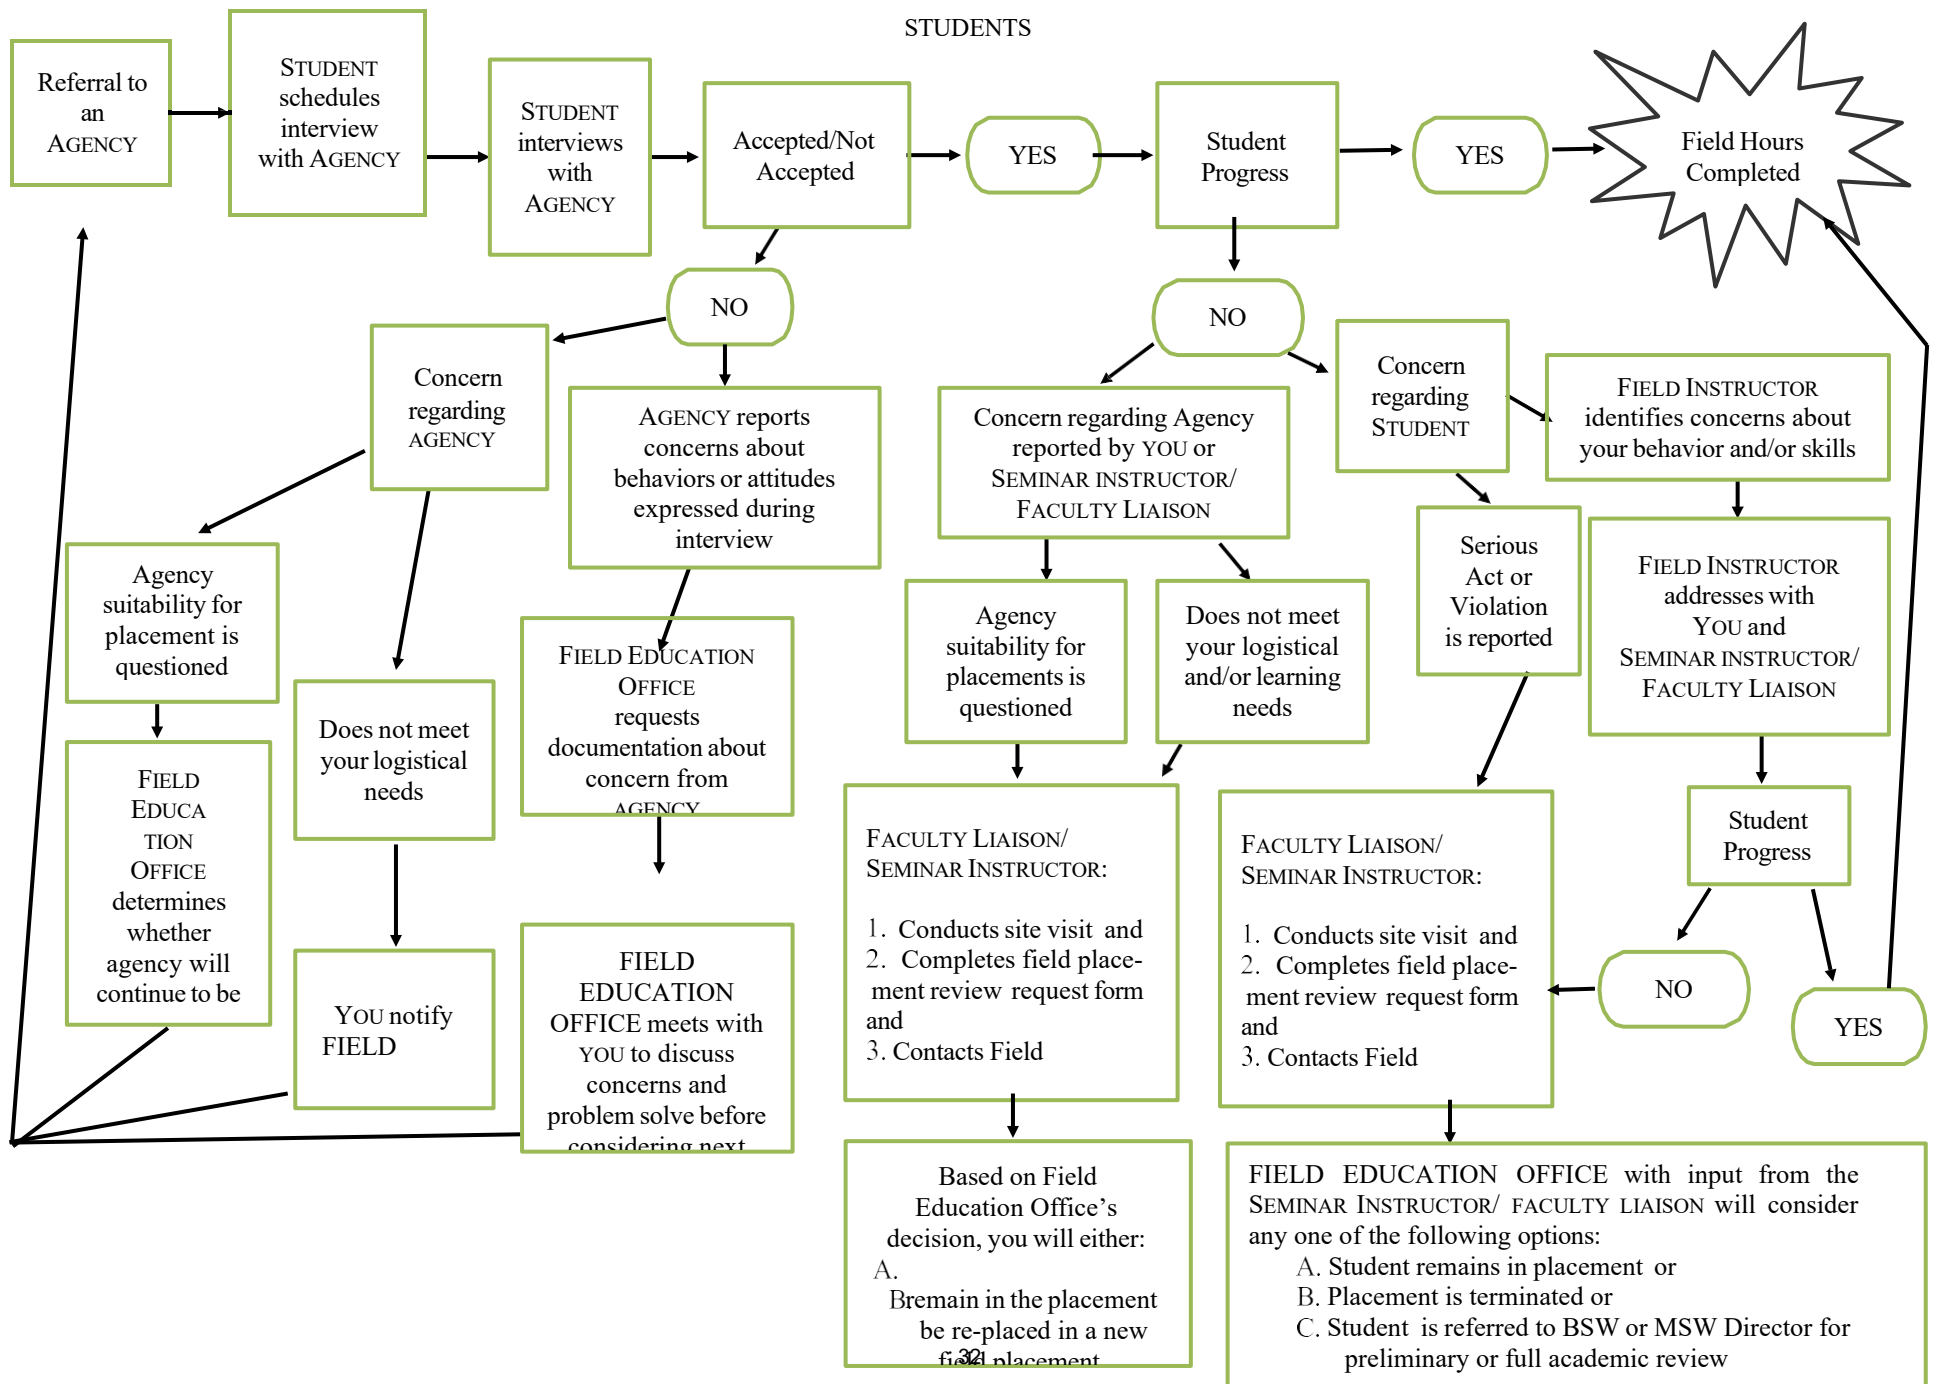 STUDENTS
Referral to
an
AGENCY
STUDENT
schedules
interview
with AGENCY
STUDENT
interviews
with
AGENCY
Accepted/Not
Accepted
YES
Student
Progress
YES
Field Hours
Completed
NO
NO
Concern
regarding
AGENCY
AGENCY reports
concerns about
behaviors or attitudes
expressed during
interview
Concern regarding Agency
reported by YOU or
SEMINAR INSTRUCTOR/
FACULTY LIAISON
Concern
regarding
STUDENT
FIELD INSTRUCTOR
identifies concerns about
your behavior and/or skills
Agency
suitability for
placement is
questioned
Does not meet
your logistical
needs
FIELD EDUCATION
OFFICE
requests
documentation about
concern from
AGENCY
Agency
suitability for
placements is
questioned
Does not meet
your logistical
and/or learning
needs
Serious
Act or
Violation
is reported
FIELD INSTRUCTOR
addresses with
YOU and
SEMINAR INSTRUCTOR/
FACULTY LIAISON
FIELD
EDUCA
TION
OFFICE
determines
whether
agency will
continue to be
YOU notify
FIELD
FIELD
EDUCATION
OFFICE meets with
YOU to discuss
concerns and
problem solve before
considering next
FACULTY LIAISON/
SEMINAR INSTRUCTOR:
1. Conducts site visit and
2. Completes field place-
ment review request form
and
3. Contacts Field
FACULTY LIAISON/
SEMINAR INSTRUCTOR:
1. Conducts site visit and
2. Completes field place-
ment review request form
and
3. Contacts Field
Student
Progress
NO
YES
Based on Field
Education Office’s
decision, you will either:
A.
B.remain in the placement
be re-placed in a new
field placement
FIELD EDUCATION OFFICE with input from the
SEMINAR INSTRUCTOR/ FACULTY LIAISON will consider
any one of the following options:
A. Student remains in placement or
B. Placement is terminated or
C. Student is referred to BSW or MSW Director for
preliminary or full academic review
32